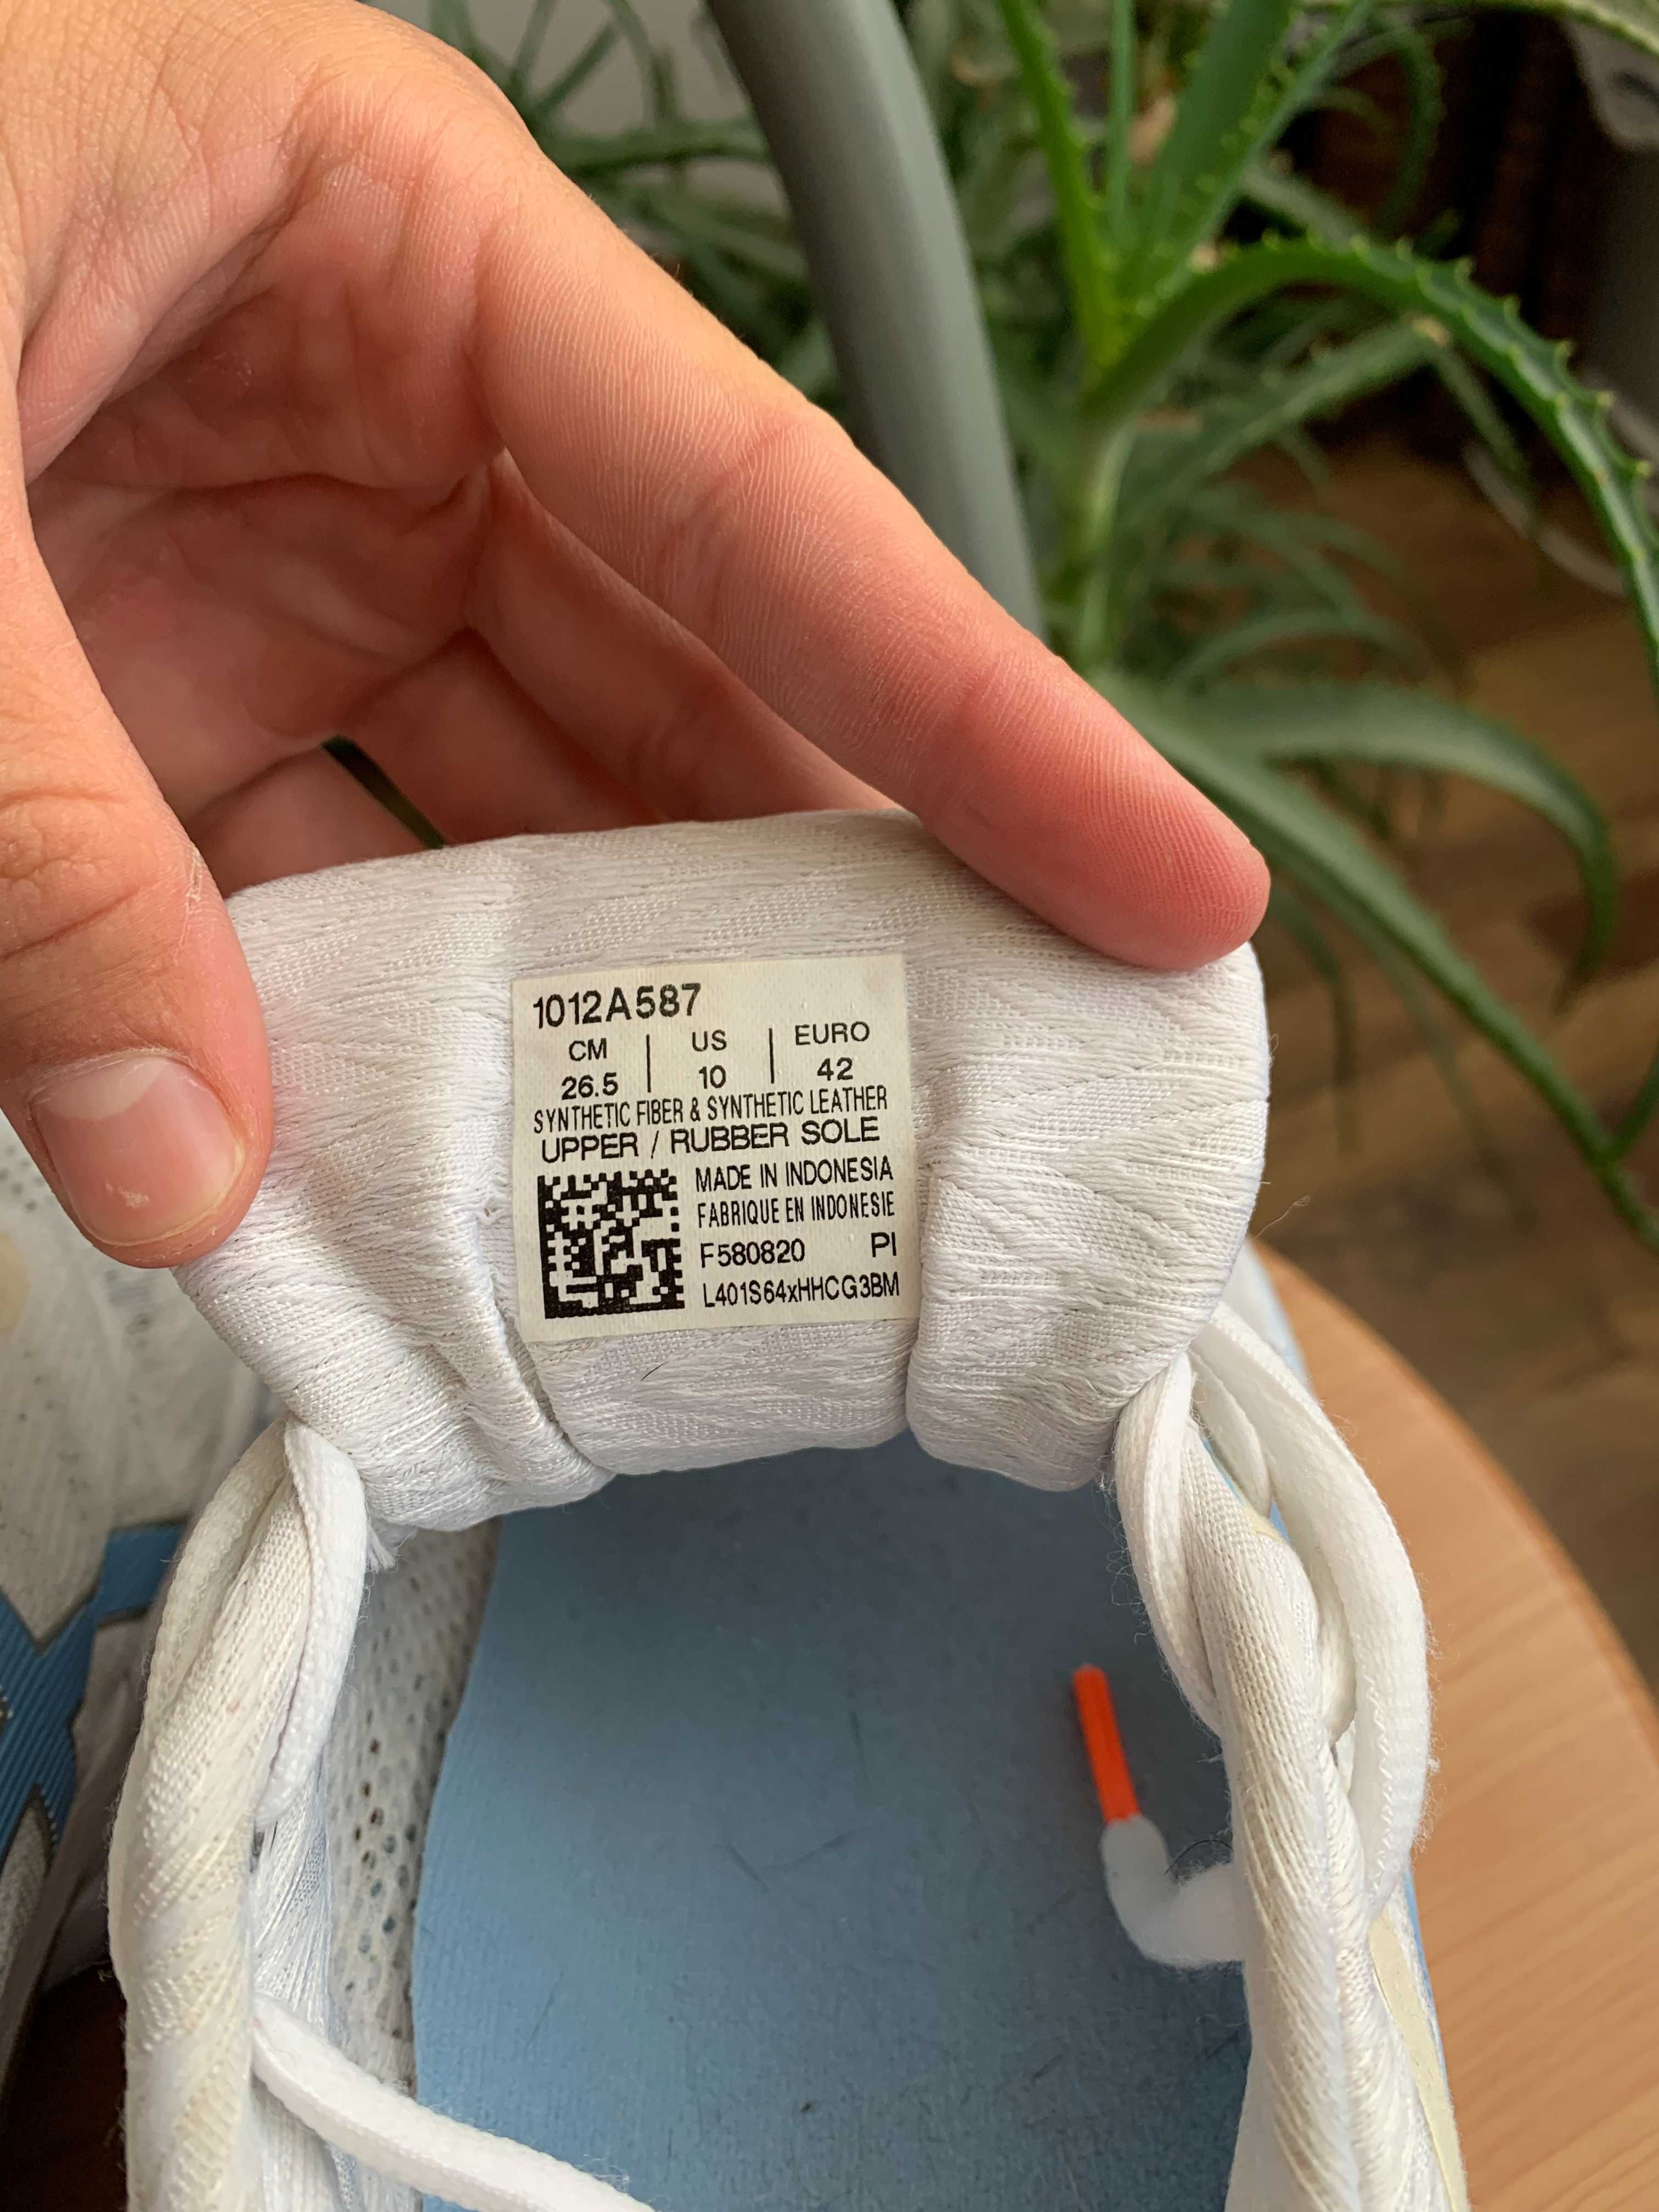 1012A587
CM | US | EURO
26.5 | 10 | 42
SYNTHETIC FIBER & SYNTHETIC LEATHER
UPPER / RUBBER SOLE
MADE IN INDONESIA
FABRIQUE EN INDONESIE
F580820 PI
L401S64xHHCG3BM